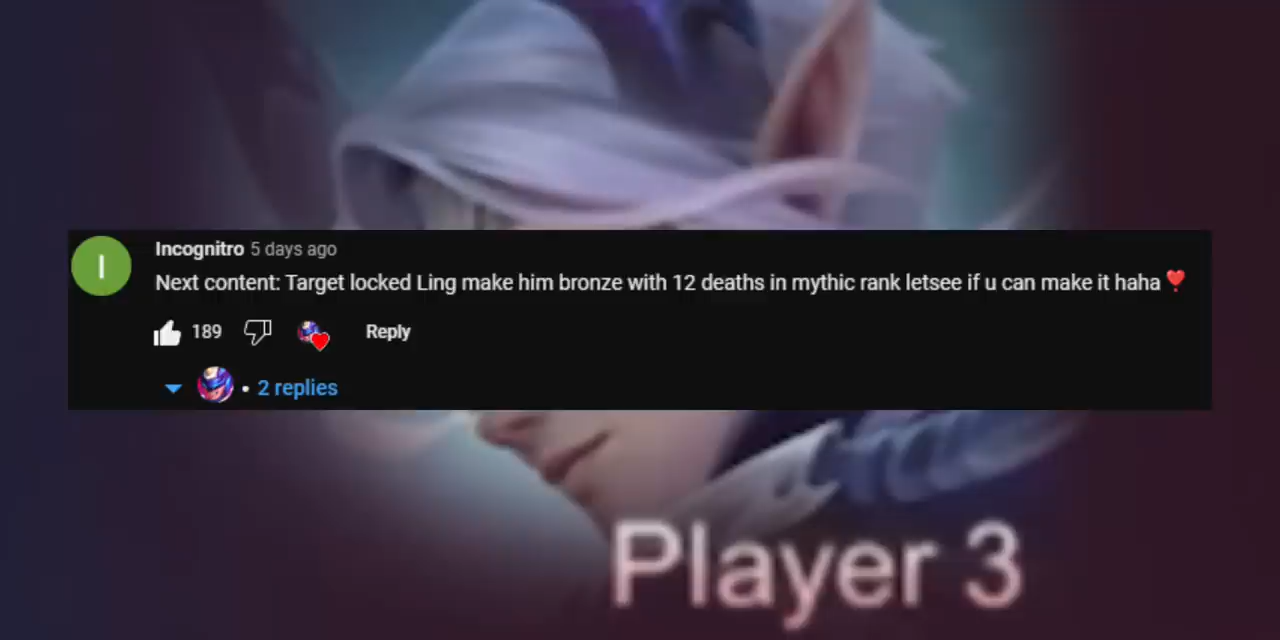 I
Incognitro 5 days ago
Next content: Target locked Ling make him bronze with 12 deaths in mythic rank letsee if u can make it haha❣️
189 Reply
• 2 replies
Player 3